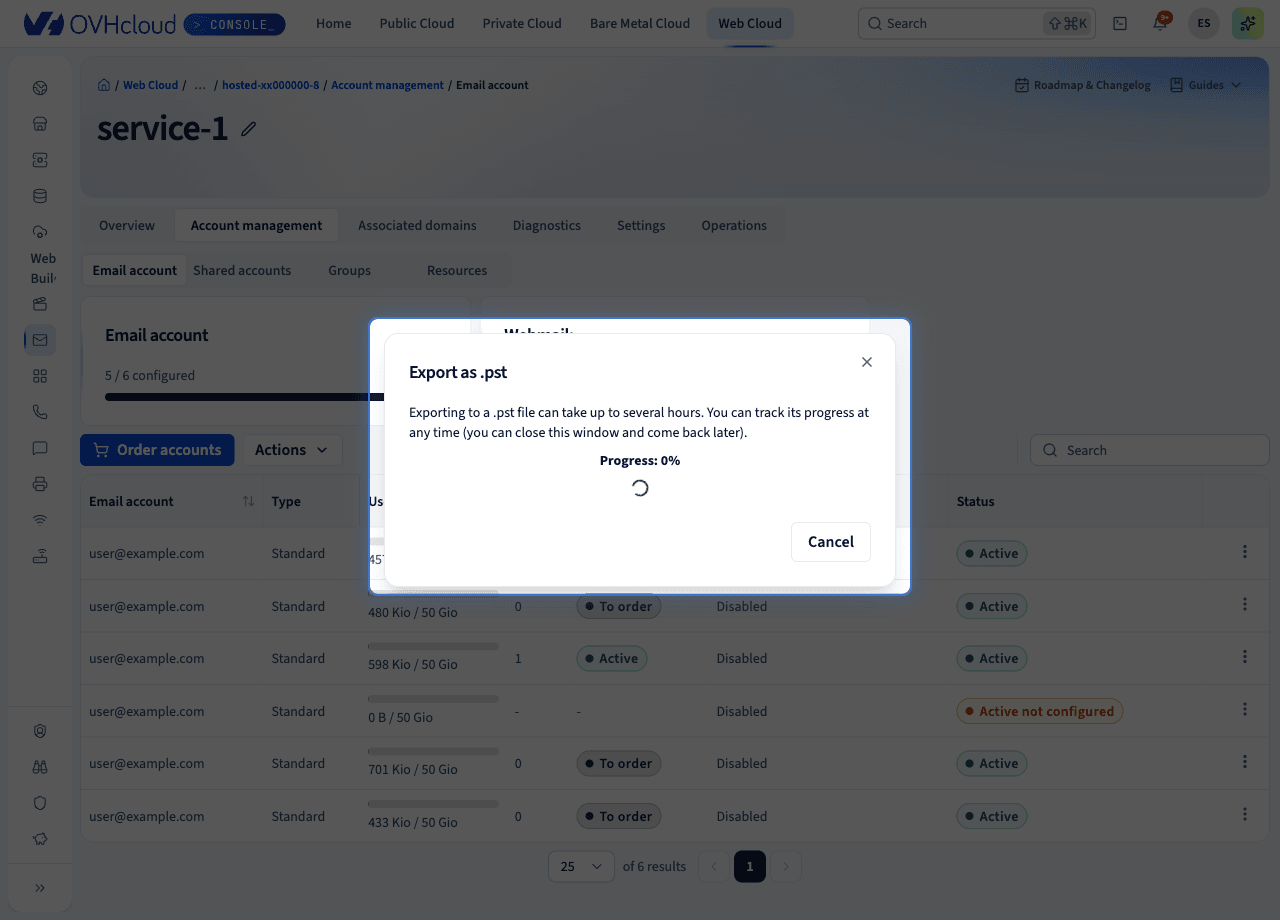 OVHcloud >_ CONSOLE_ Home Public Cloud Private Cloud Bare Metal Cloud Web Cloud Search ⇧⌘K 9+ ES
/ Web Cloud / ... / hosted-xx000000-8 / Account management / Email account Roadmap & Changelog Guides
service-1
Overview Account management Associated domains Diagnostics Settings Operations
Web
Email account Shared accounts Groups Resources
Email account
5 / 6 configured
Export as .pst
Exporting to a .pst file can take up to several hours. You can track its progress at
any time (you can close this window and come back later).
Progress: 0%
Cancel
Order accounts Actions Search
Email account Type Status
user@example.com Standard Active
user@example.com Standard 480 Kio / 50 Gio 0 To order Disabled Active
user@example.com Standard 598 Kio / 50 Gio 1 Active Disabled Active
user@example.com Standard 0 B / 50 Gio - - Disabled Active not configured
user@example.com Standard 701 Kio / 50 Gio 0 To order Disabled Active
user@example.com Standard 433 Kio / 50 Gio 0 To order Disabled Active
25 of 6 results 1